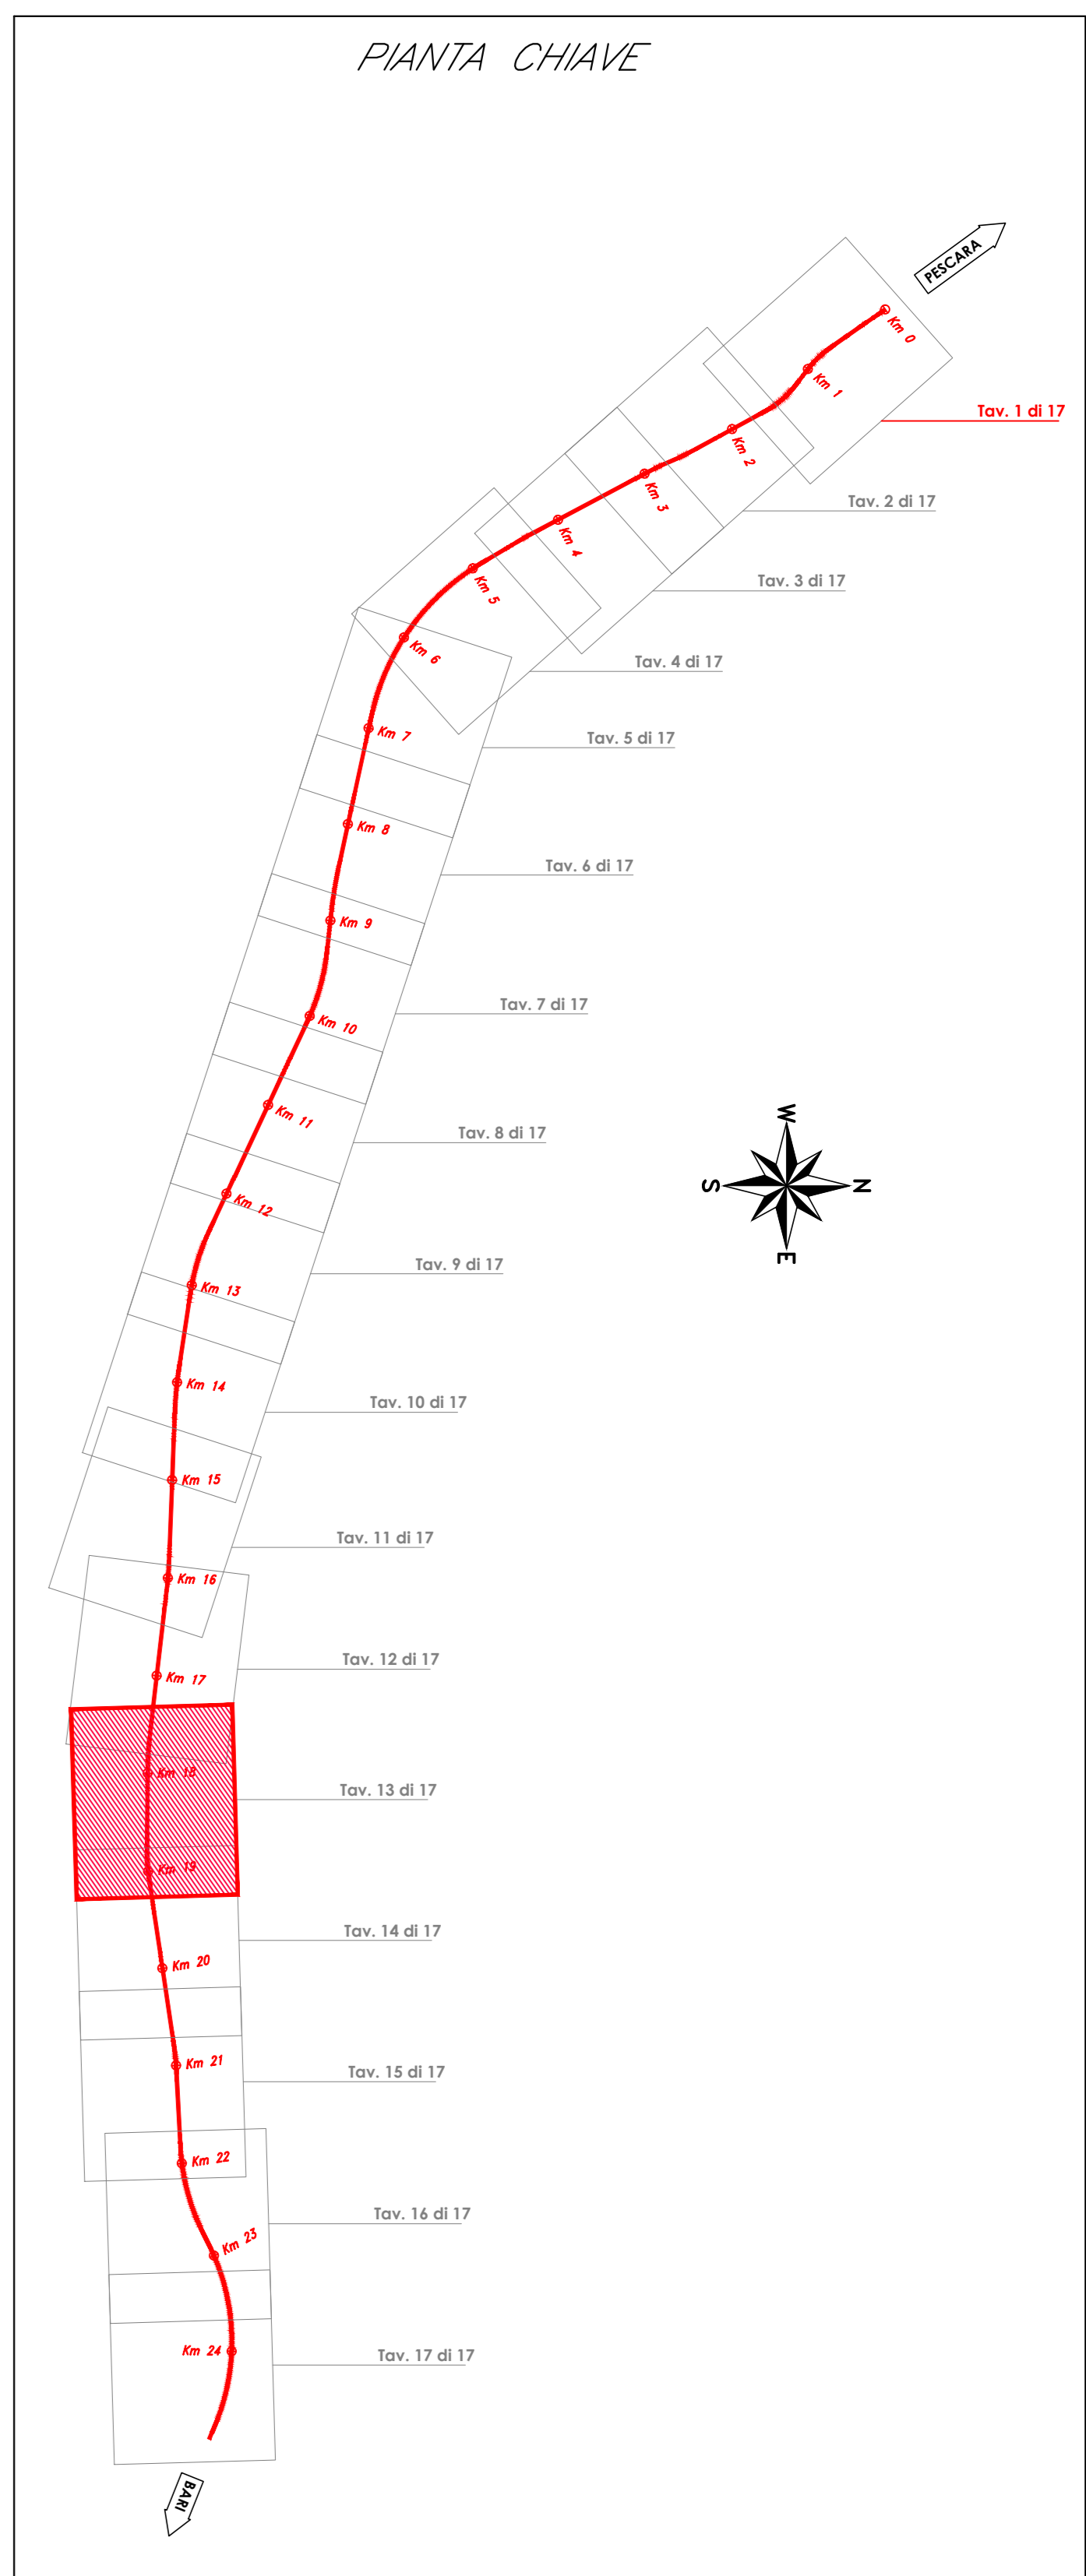 PIANTA CHIAVE
PESCARA
Km 0
Km 1
Tav. 1 di 17
Km 2
Km 3
Tav. 2 di 17
Km 4
Km 5
Tav. 3 di 17
Km 6
Tav. 4 di 17
Km 7
Tav. 5 di 17
Km 8
Tav. 6 di 17
Km 9
Tav. 7 di 17
Km 10
Km 11
W
Tav. 8 di 17
S
N
Km 12
E
Tav. 9 di 17
Km 13
Km 14
Tav. 10 di 17
Km 15
Tav. 11 di 17
Km 16
Tav. 12 di 17
Km 17
Km 18
Tav. 13 di 17
Km 19
Tav. 14 di 17
Km 20
Km 21
Tav. 15 di 17
Km 22
Tav. 16 di 17
Km 23
Km 24
Tav. 17 di 17
BARI